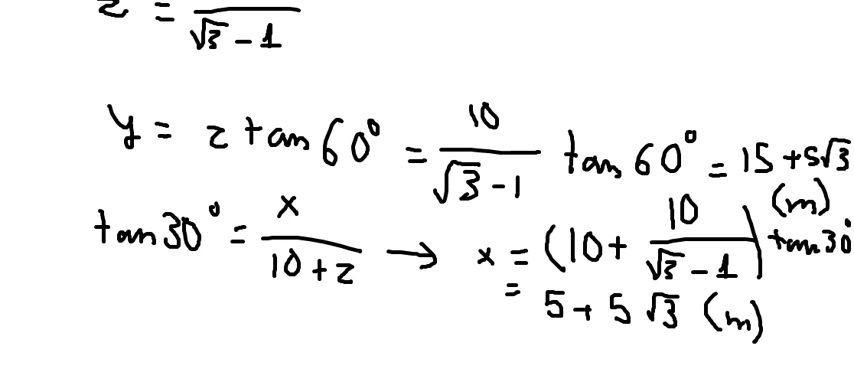 z = /(√3 - 1)
y = z tan 60° = 10/(√3 - 1) tan 60° = 15 + 5√3 (m)
tan 30° = x/(10 + z) → x = (10 + 10/(√3 - 1)) tan 30
= 5 + 5√3 (m)